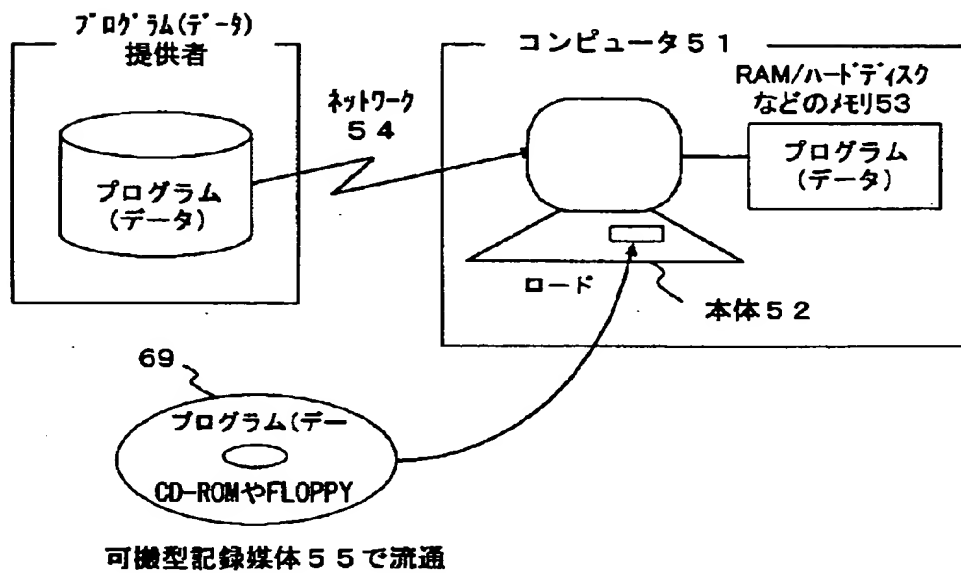 ﾌﾟﾛｸﾞﾗﾑ(ﾃﾞｰﾀ)
提供者
プログラム
(データ)
ﾈｯﾄﾜｰｸ
５４
コンピュータ５１
RAM/ﾊｰﾄﾞﾃﾞｨｽｸ
などのﾒﾓﾘ53
プログラム
(データ)
ロード
本体５２
69
プログラム(デー
CD-ROMやFLOPPY
可搬型記録媒体５５で流通